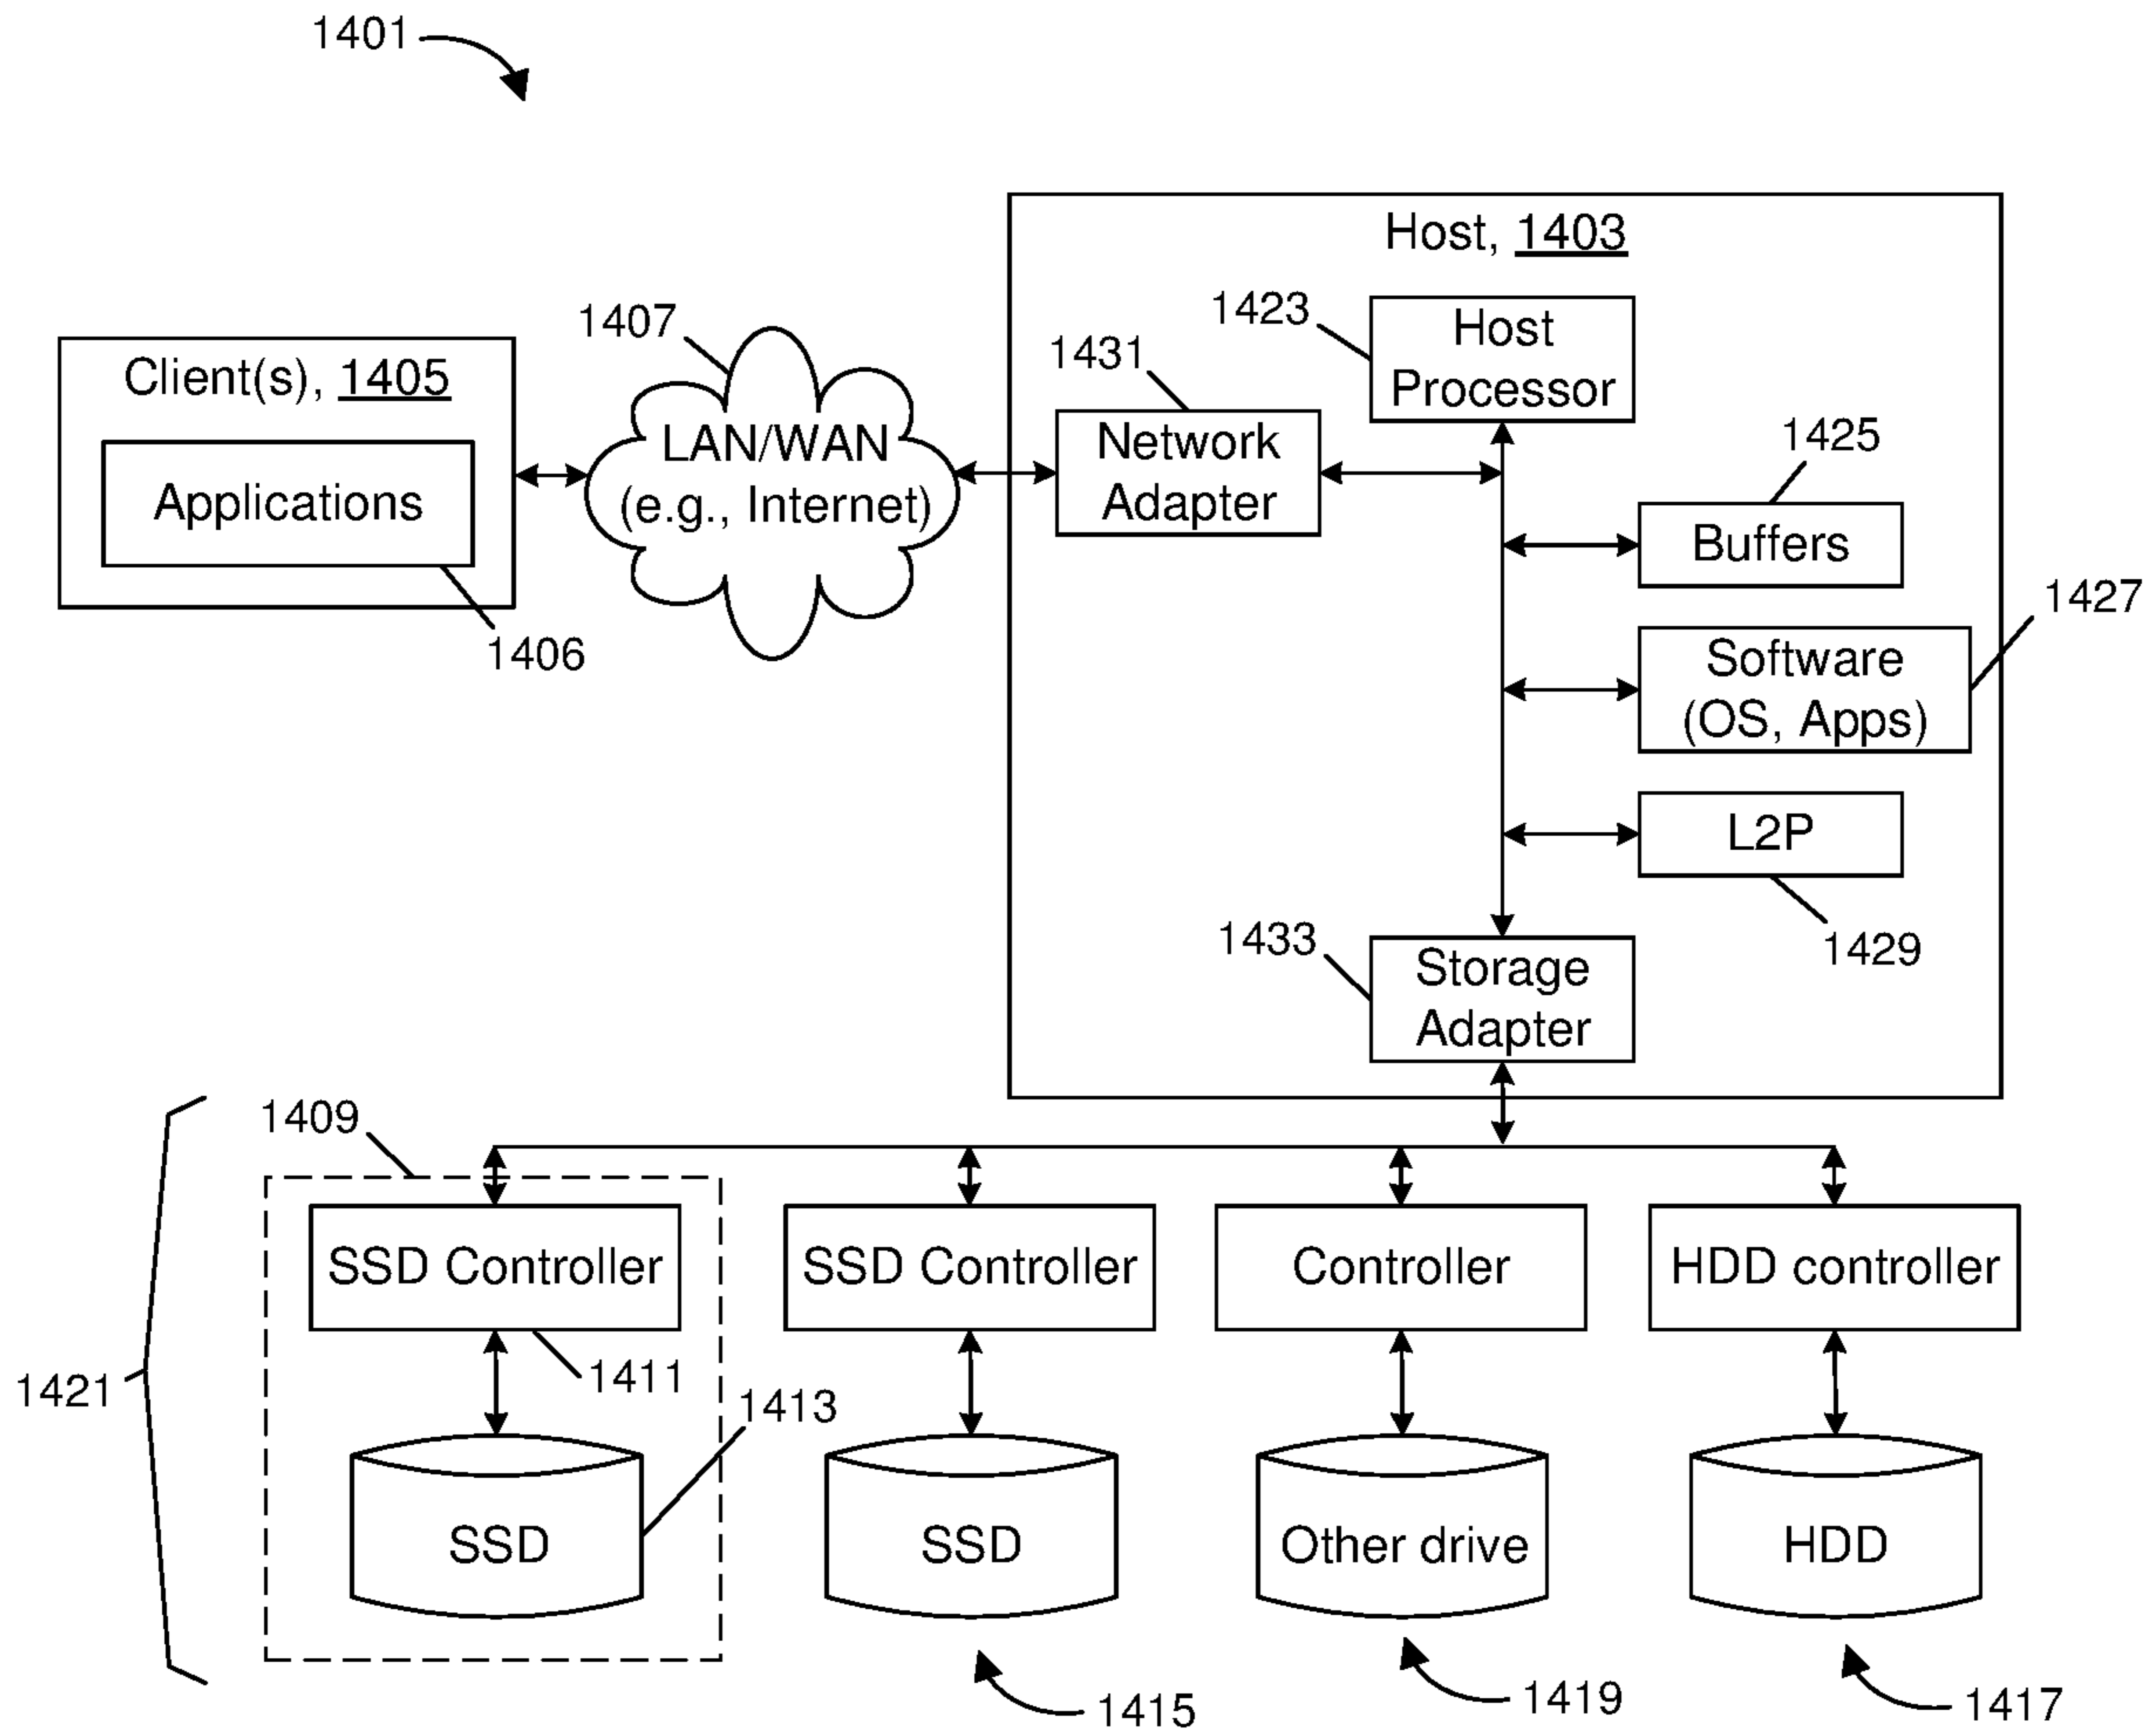 1401
Host, 1403
1423
Host
Processor
1407
1431
Client(s), 1405
LAN/WAN
(e.g., Internet)
Network
Adapter
1425
Applications
Buffers
1427
1406
Software
(OS, Apps)
L2P
1433
1429
Storage
Adapter
1409
SSD Controller
SSD Controller
Controller
HDD controller
1421
1411
1413
SSD
SSD
Other drive
HDD
1415
1419
1417